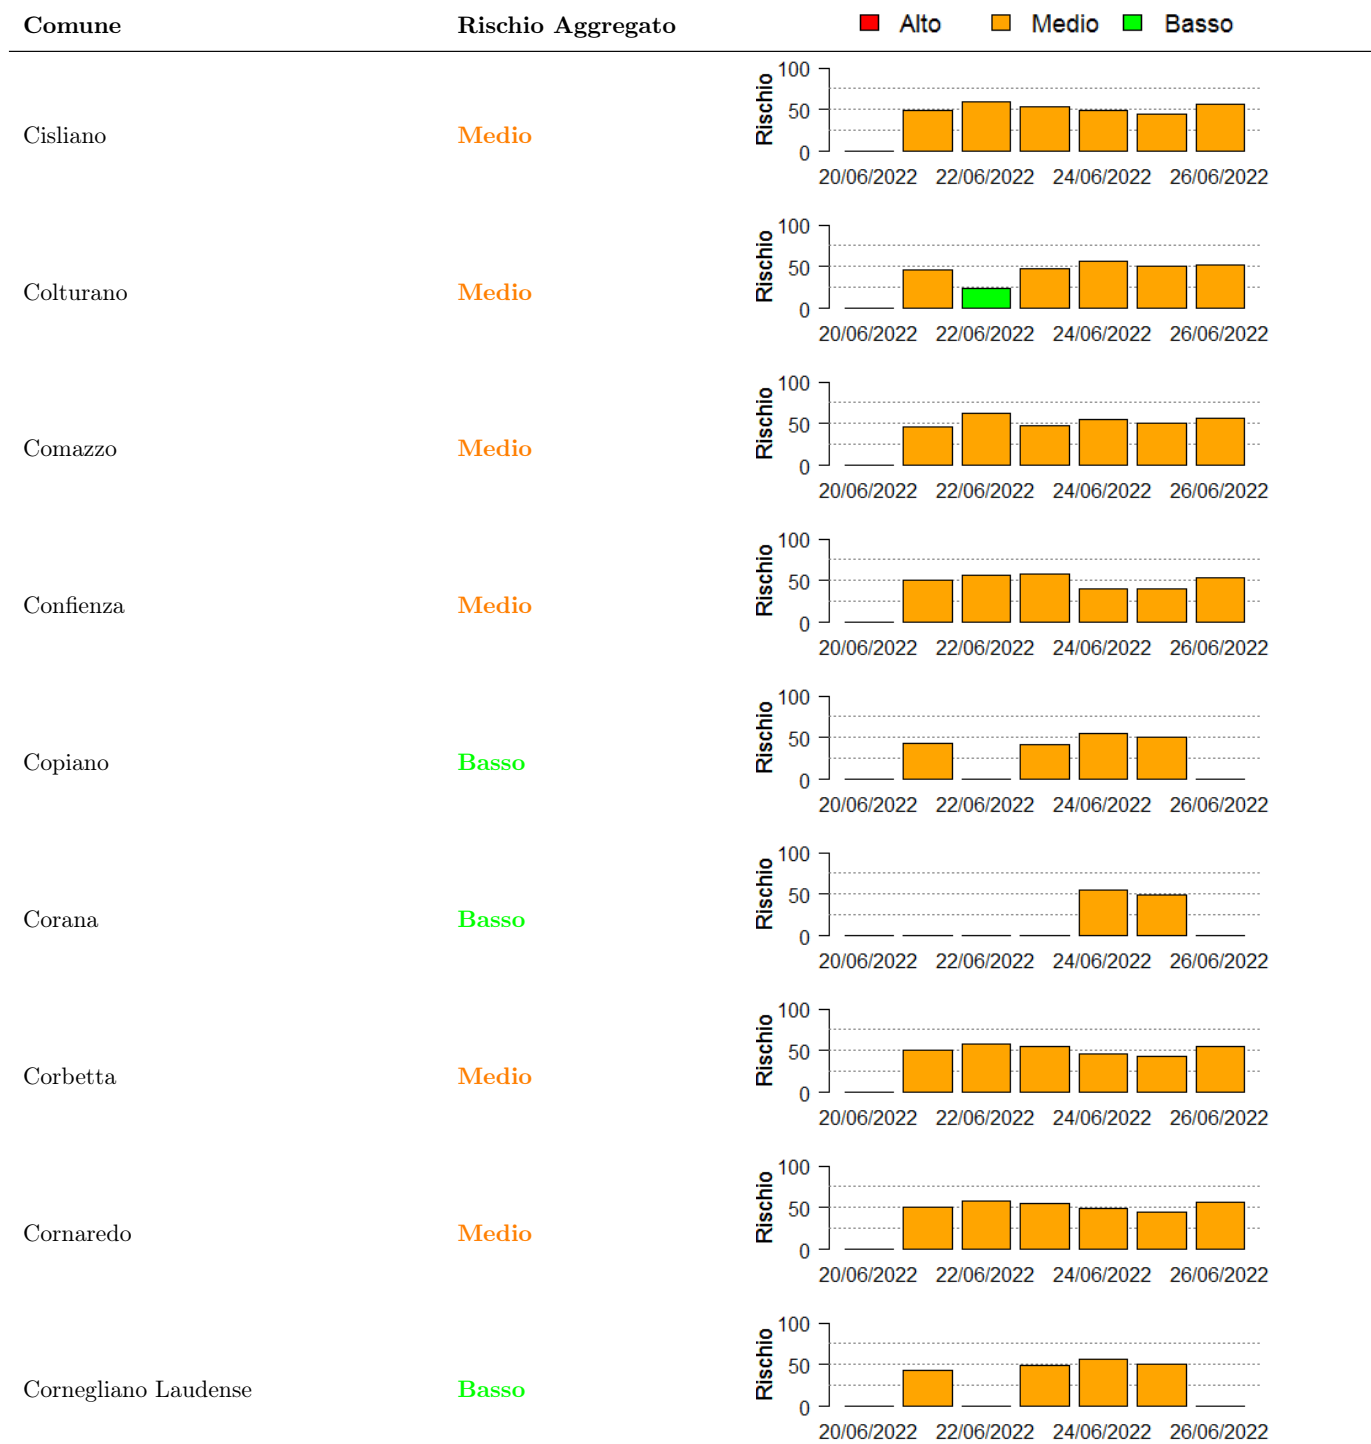 Comune Rischio Aggregato Alto Medio Basso
Cisliano Medio
Rischio
100
50
0
20/06/2022 22/06/2022 24/06/2022 26/06/2022
Colturano Medio
Rischio
100
50
0
20/06/2022 22/06/2022 24/06/2022 26/06/2022
Comazzo Medio
Rischio
100
50
0
20/06/2022 22/06/2022 24/06/2022 26/06/2022
Confienza Medio
Rischio
100
50
0
20/06/2022 22/06/2022 24/06/2022 26/06/2022
Copiano Basso
Rischio
100
50
0
20/06/2022 22/06/2022 24/06/2022 26/06/2022
Corana Basso
Rischio
100
50
0
20/06/2022 22/06/2022 24/06/2022 26/06/2022
Corbetta Medio
Rischio
100
50
0
20/06/2022 22/06/2022 24/06/2022 26/06/2022
Cornaredo Medio
Rischio
100
50
0
20/06/2022 22/06/2022 24/06/2022 26/06/2022
Cornegliano Laudense Basso
Rischio
100
50
0
20/06/2022 22/06/2022 24/06/2022 26/06/2022